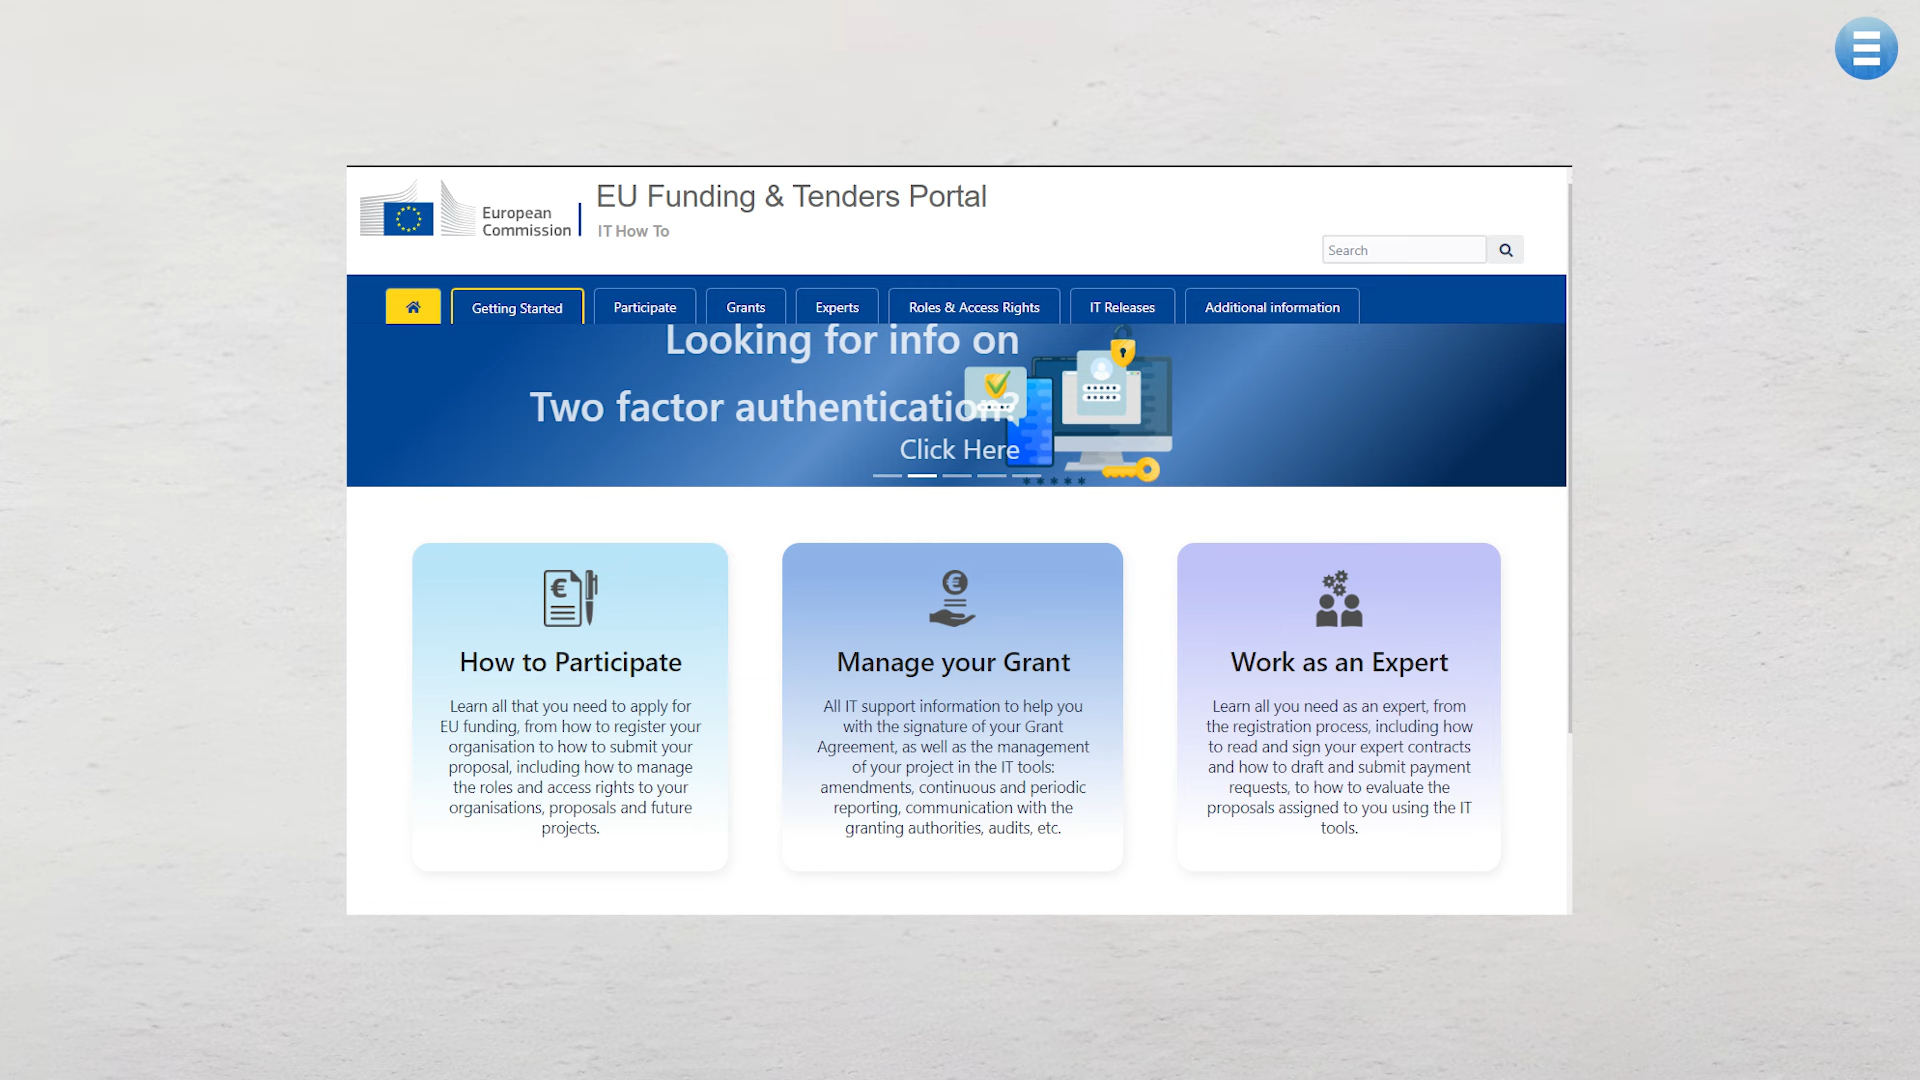 EU Funding & Tenders Portal
European
Commission
IT How To
Search
Getting Started
Participate
Grants
Experts
Roles & Access Rights
IT Releases
Additional information
Looking for info on
Two factor authentication?
Click Here
How to Participate
Learn all that you need to apply for
EU funding, from how to register your
organisation to how to submit your
proposal, including how to manage
the roles and access rights to your
organisations, proposals and future
projects.
Manage your Grant
All IT support information to help you
with the signature of your Grant
Agreement, as well as the management
of your project in the IT tools:
amendments, continuous and periodic
reporting, communication with the
granting authorities, audits, etc.
Work as an Expert
Learn all you need as an expert, from
the registration process, including how
to read and sign your expert contracts
and how to draft and submit payment
requests, to how to evaluate the
proposals assigned to you using the IT
tools.